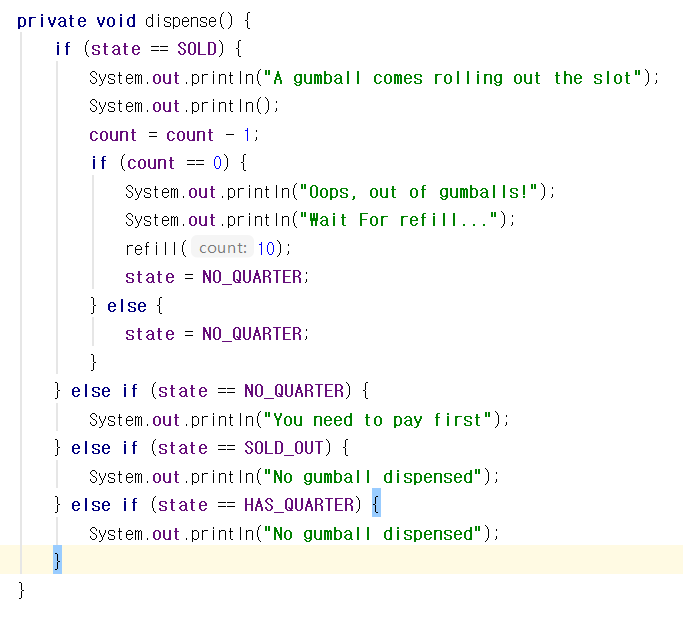 private void dispense() {
    if (state == SOLD) {
        System.out.println("A gumball comes rolling out the slot");
        System.out.println();
        count = count - 1;
        if (count == 0) {
            System.out.println("Oops, out of gumballs!");
            System.out.println("Wait For refill...");
            refill( count: 10);
            state = NO_QUARTER;
        } else {
            state = NO_QUARTER;
        }
    } else if (state == NO_QUARTER) {
        System.out.println("You need to pay first");
    } else if (state == SOLD_OUT) {
        System.out.println("No gumball dispensed");
    } else if (state == HAS_QUARTER) {
        System.out.println("No gumball dispensed");
    }
}